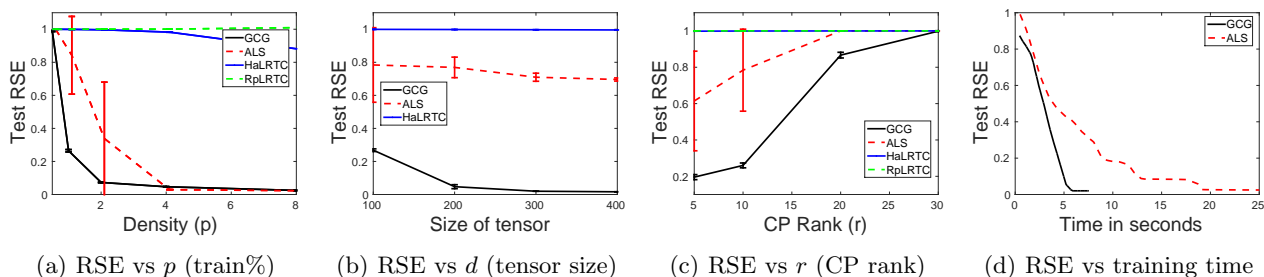 Test RSE
1
0.8
0.6
0.4
0.2
0
2 4 6 8
Density (p)
GCG
ALS
HaLRTC
RpLRTC
(a) RSE vs p (train%)
Test RSE
1
0.8
0.6
0.4
0.2
0
100 200 300 400
Size of tensor
GCG
ALS
HaLRTC
(b) RSE vs d (tensor size)
Test RSE
1
0.8
0.6
0.4
0.2
5 10 20 30
CP Rank (r)
GCG
ALS
HaLRTC
RpLRTC
(c) RSE vs r (CP rank)
Test RSE
1
0.8
0.6
0.4
0.2
0
0 5 10 15 20 25
Time in seconds
GCG
ALS
(d) RSE vs training time